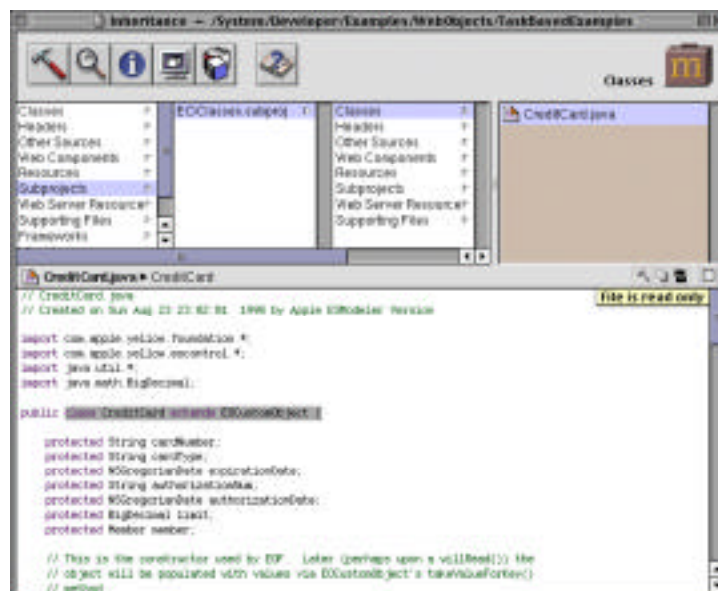 Inheritance — /System/Developer/Examples/WebObjects/TaskBasedExamples
Classes
m
Classes
Headers
Other Sources
Web Components
Resources
Subprojects
Web Server Resource
Supporting Files
Frameworks
EOClasses.subproj
Classes
Headers
Other Sources
Web Components
Resources
Subprojects
Web Server Resource
Supporting Files
CreditCard.java
CreditCard.java CreditCard
File is read only
// CreditCard.java
// Created on Sun Aug 23 23:02:01 1998 by Apple EOModeler Version
import com.apple.yellow.foundation.*;
import com.apple.yellow.eocontrol.*;
import java.util.*;
import java.math.BigDecimal;
public class CreditCard extends EOCustomObject {
protected String cardNumber;
protected String cardType;
protected NSGregorianDate expirationDate;
protected String authorizationNum;
protected NSGregorianDate authorizationDate;
protected BigDecimal limit;
protected Member member;
// This is the constructor used by EOF. Later (perhaps upon a willRead()) the
// object will be populated with values via EOCustomObject's takeValueForKey()
// method